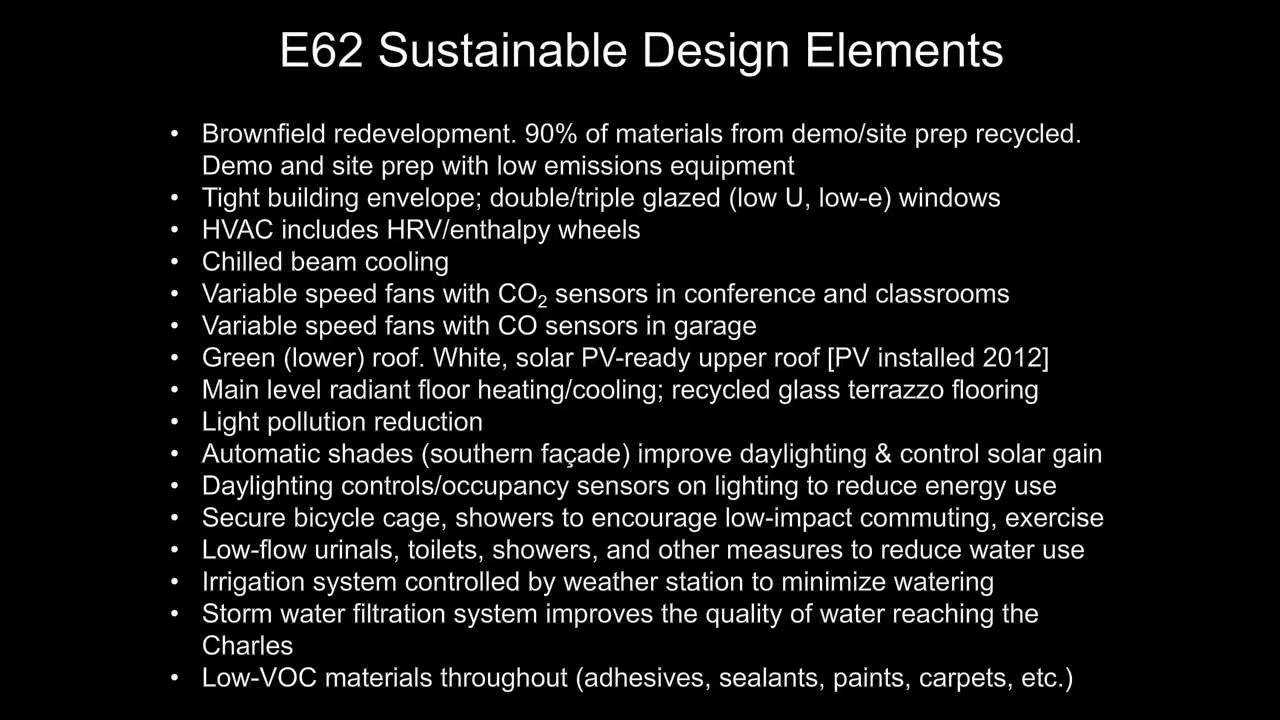 E62 Sustainable Design Elements
• Brownfield redevelopment. 90% of materials from demo/site prep recycled.
Demo and site prep with low emissions equipment
• Tight building envelope; double/triple glazed (low U, low-e) windows
• HVAC includes HRV/enthalpy wheels
• Chilled beam cooling
• Variable speed fans with CO₂ sensors in conference and classrooms
• Variable speed fans with CO sensors in garage
• Green (lower) roof. White, solar PV-ready upper roof [PV installed 2012]
• Main level radiant floor heating/cooling; recycled glass terrazzo flooring
• Light pollution reduction
• Automatic shades (southern façade) improve daylighting & control solar gain
• Daylighting controls/occupancy sensors on lighting to reduce energy use
• Secure bicycle cage, showers to encourage low-impact commuting, exercise
• Low-flow urinals, toilets, showers, and other measures to reduce water use
• Irrigation system controlled by weather station to minimize watering
• Storm water filtration system improves the quality of water reaching the
Charles
• Low-VOC materials throughout (adhesives, sealants, paints, carpets, etc.)